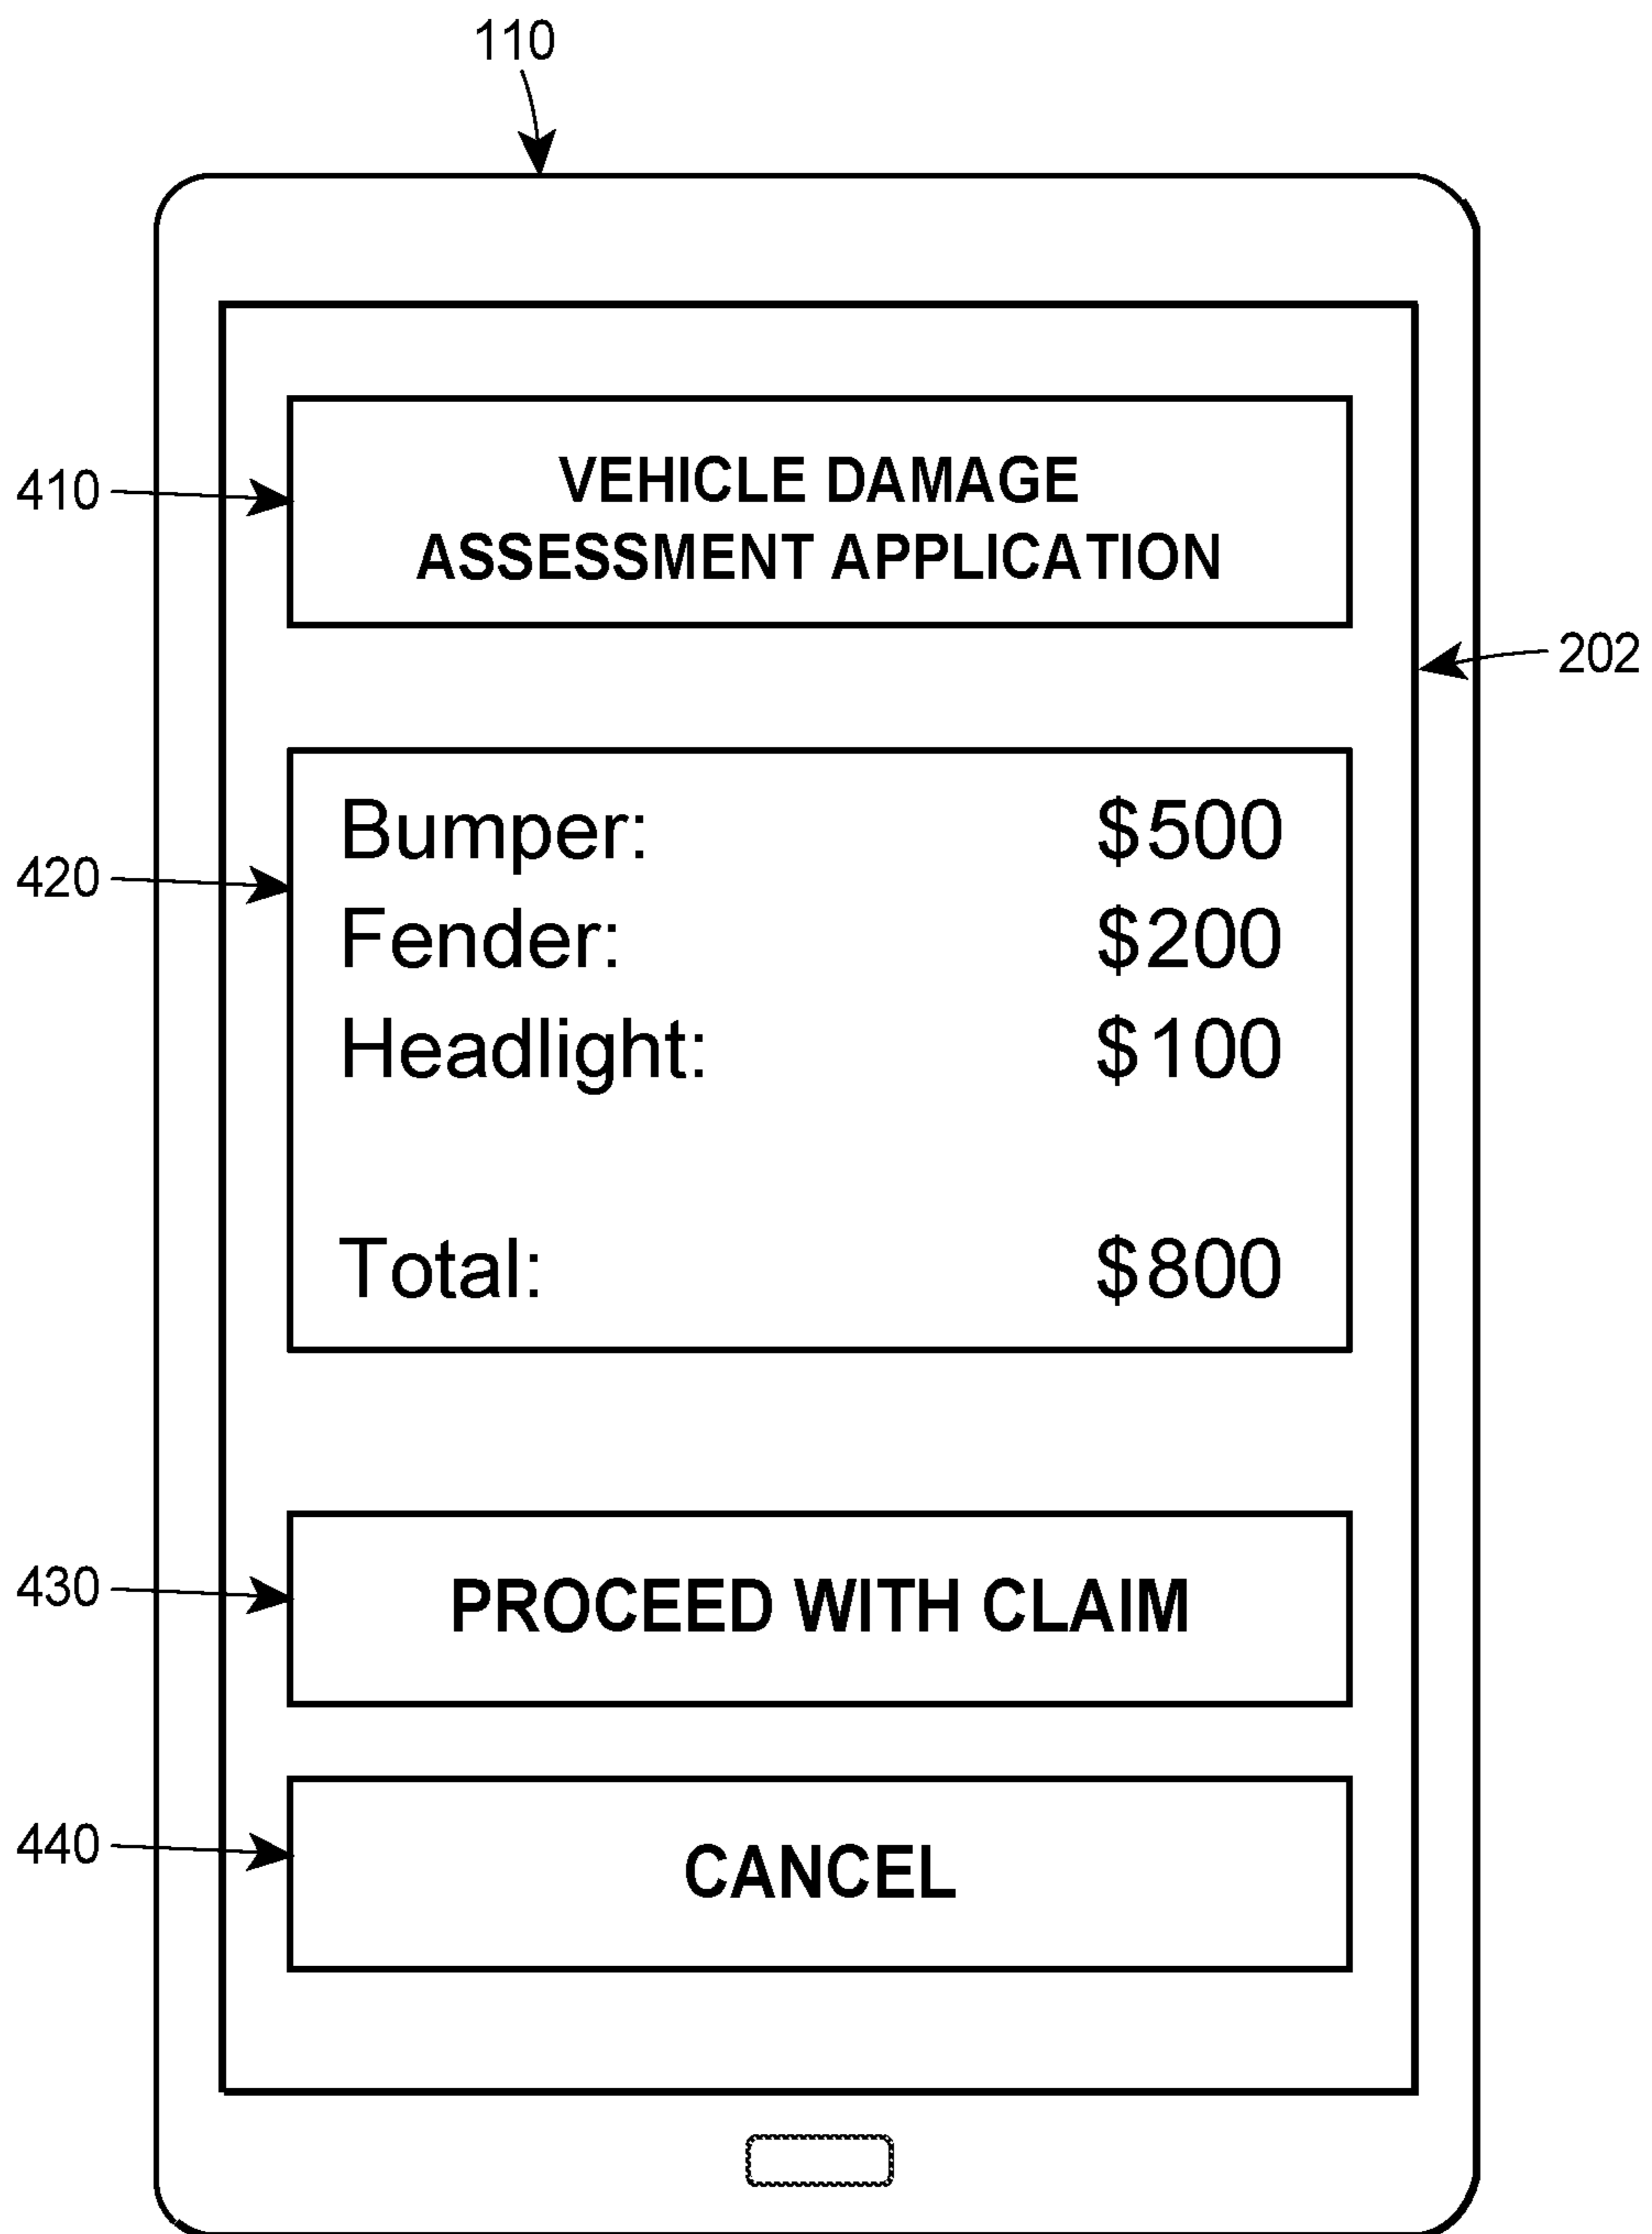 110
410
VEHICLE DAMAGE
ASSESSMENT APPLICATION
202
420
Bumper: $500
Fender: $200
Headlight: $100
Total: $800
430
PROCEED WITH CLAIM
440
CANCEL